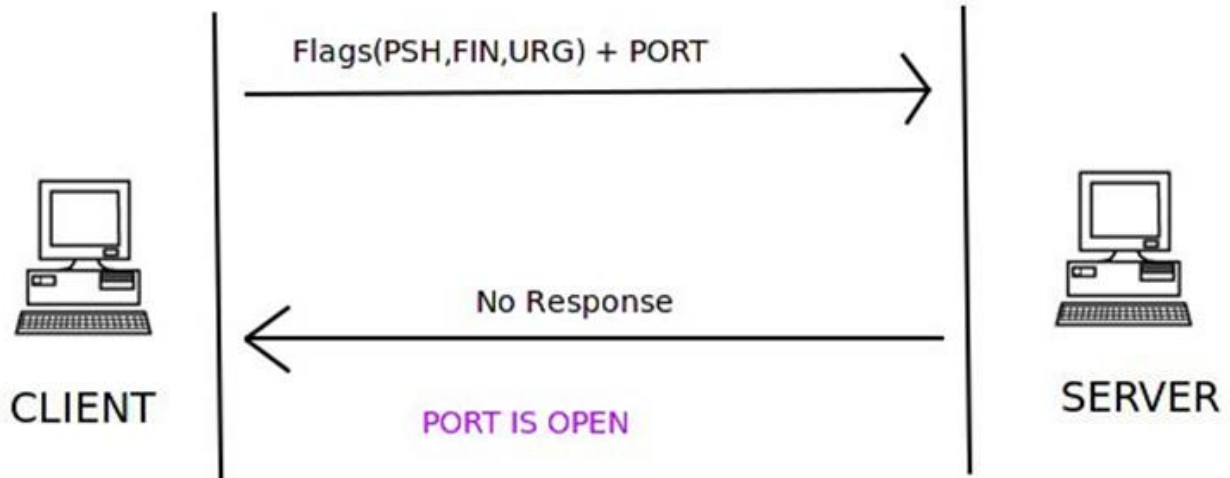 Flags(PSH,FIN,URG) + PORT
No Response
CLIENT
PORT IS OPEN
SERVER